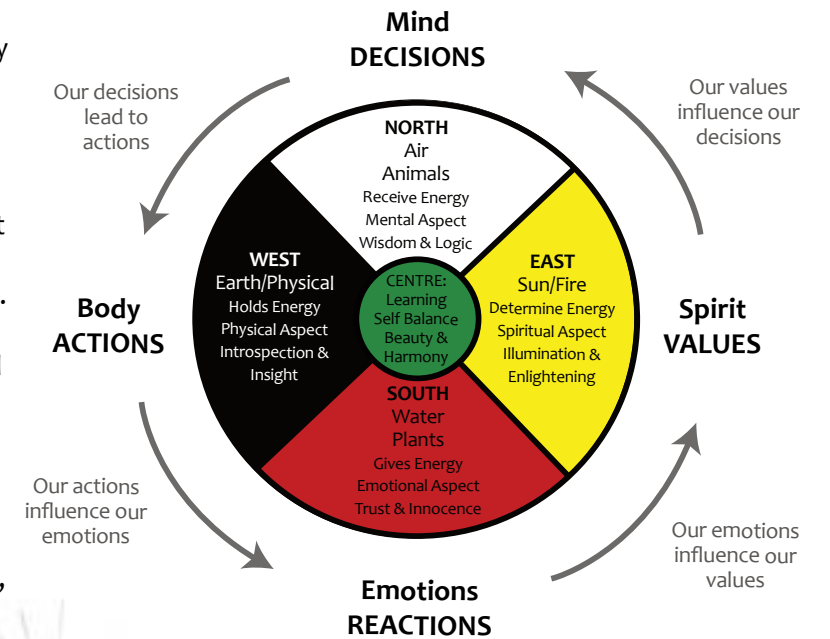 Mind
DECISIONS
Our decisions
lead to
actions
Our values
influence our
decisions
NORTH
Air
Animals
Receive Energy
Mental Aspect
Wisdom & Logic
WEST
Earth/Physical
Holds Energy
Physical Aspect
Introspection &
Insight
CENTRE:
Learning
Self Balance
Beauty &
Harmony
EAST
Sun/Fire
Determine Energy
Spiritual Aspect
Illumination &
Enlightening
Body
ACTIONS
Spirit
VALUES
SOUTH
Water
Plants
Gives Energy
Emotional Aspect
Trust & Innocence
Our actions
influence our
emotions
Our emotions
influence our
values
Emotions
REACTIONS